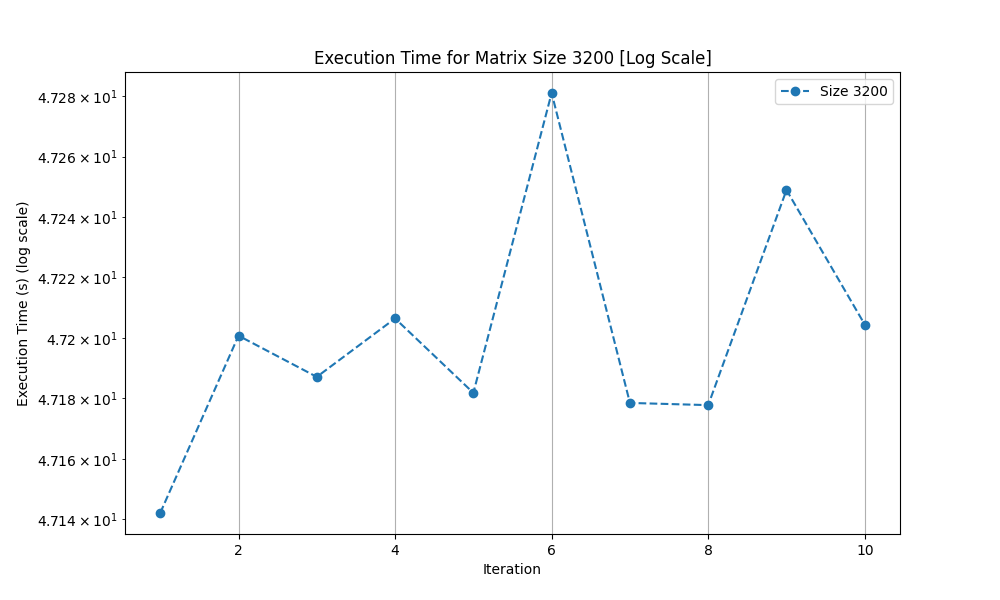 Execution Time for Matrix Size 3200 [Log Scale]
Size 3200
Execution Time (s) (log scale)
4.728 × 10¹
4.726 × 10¹
4.724 × 10¹
4.722 × 10¹
4.72 × 10¹
4.718 × 10¹
4.716 × 10¹
4.714 × 10¹
2 4 6 8 10
Iteration